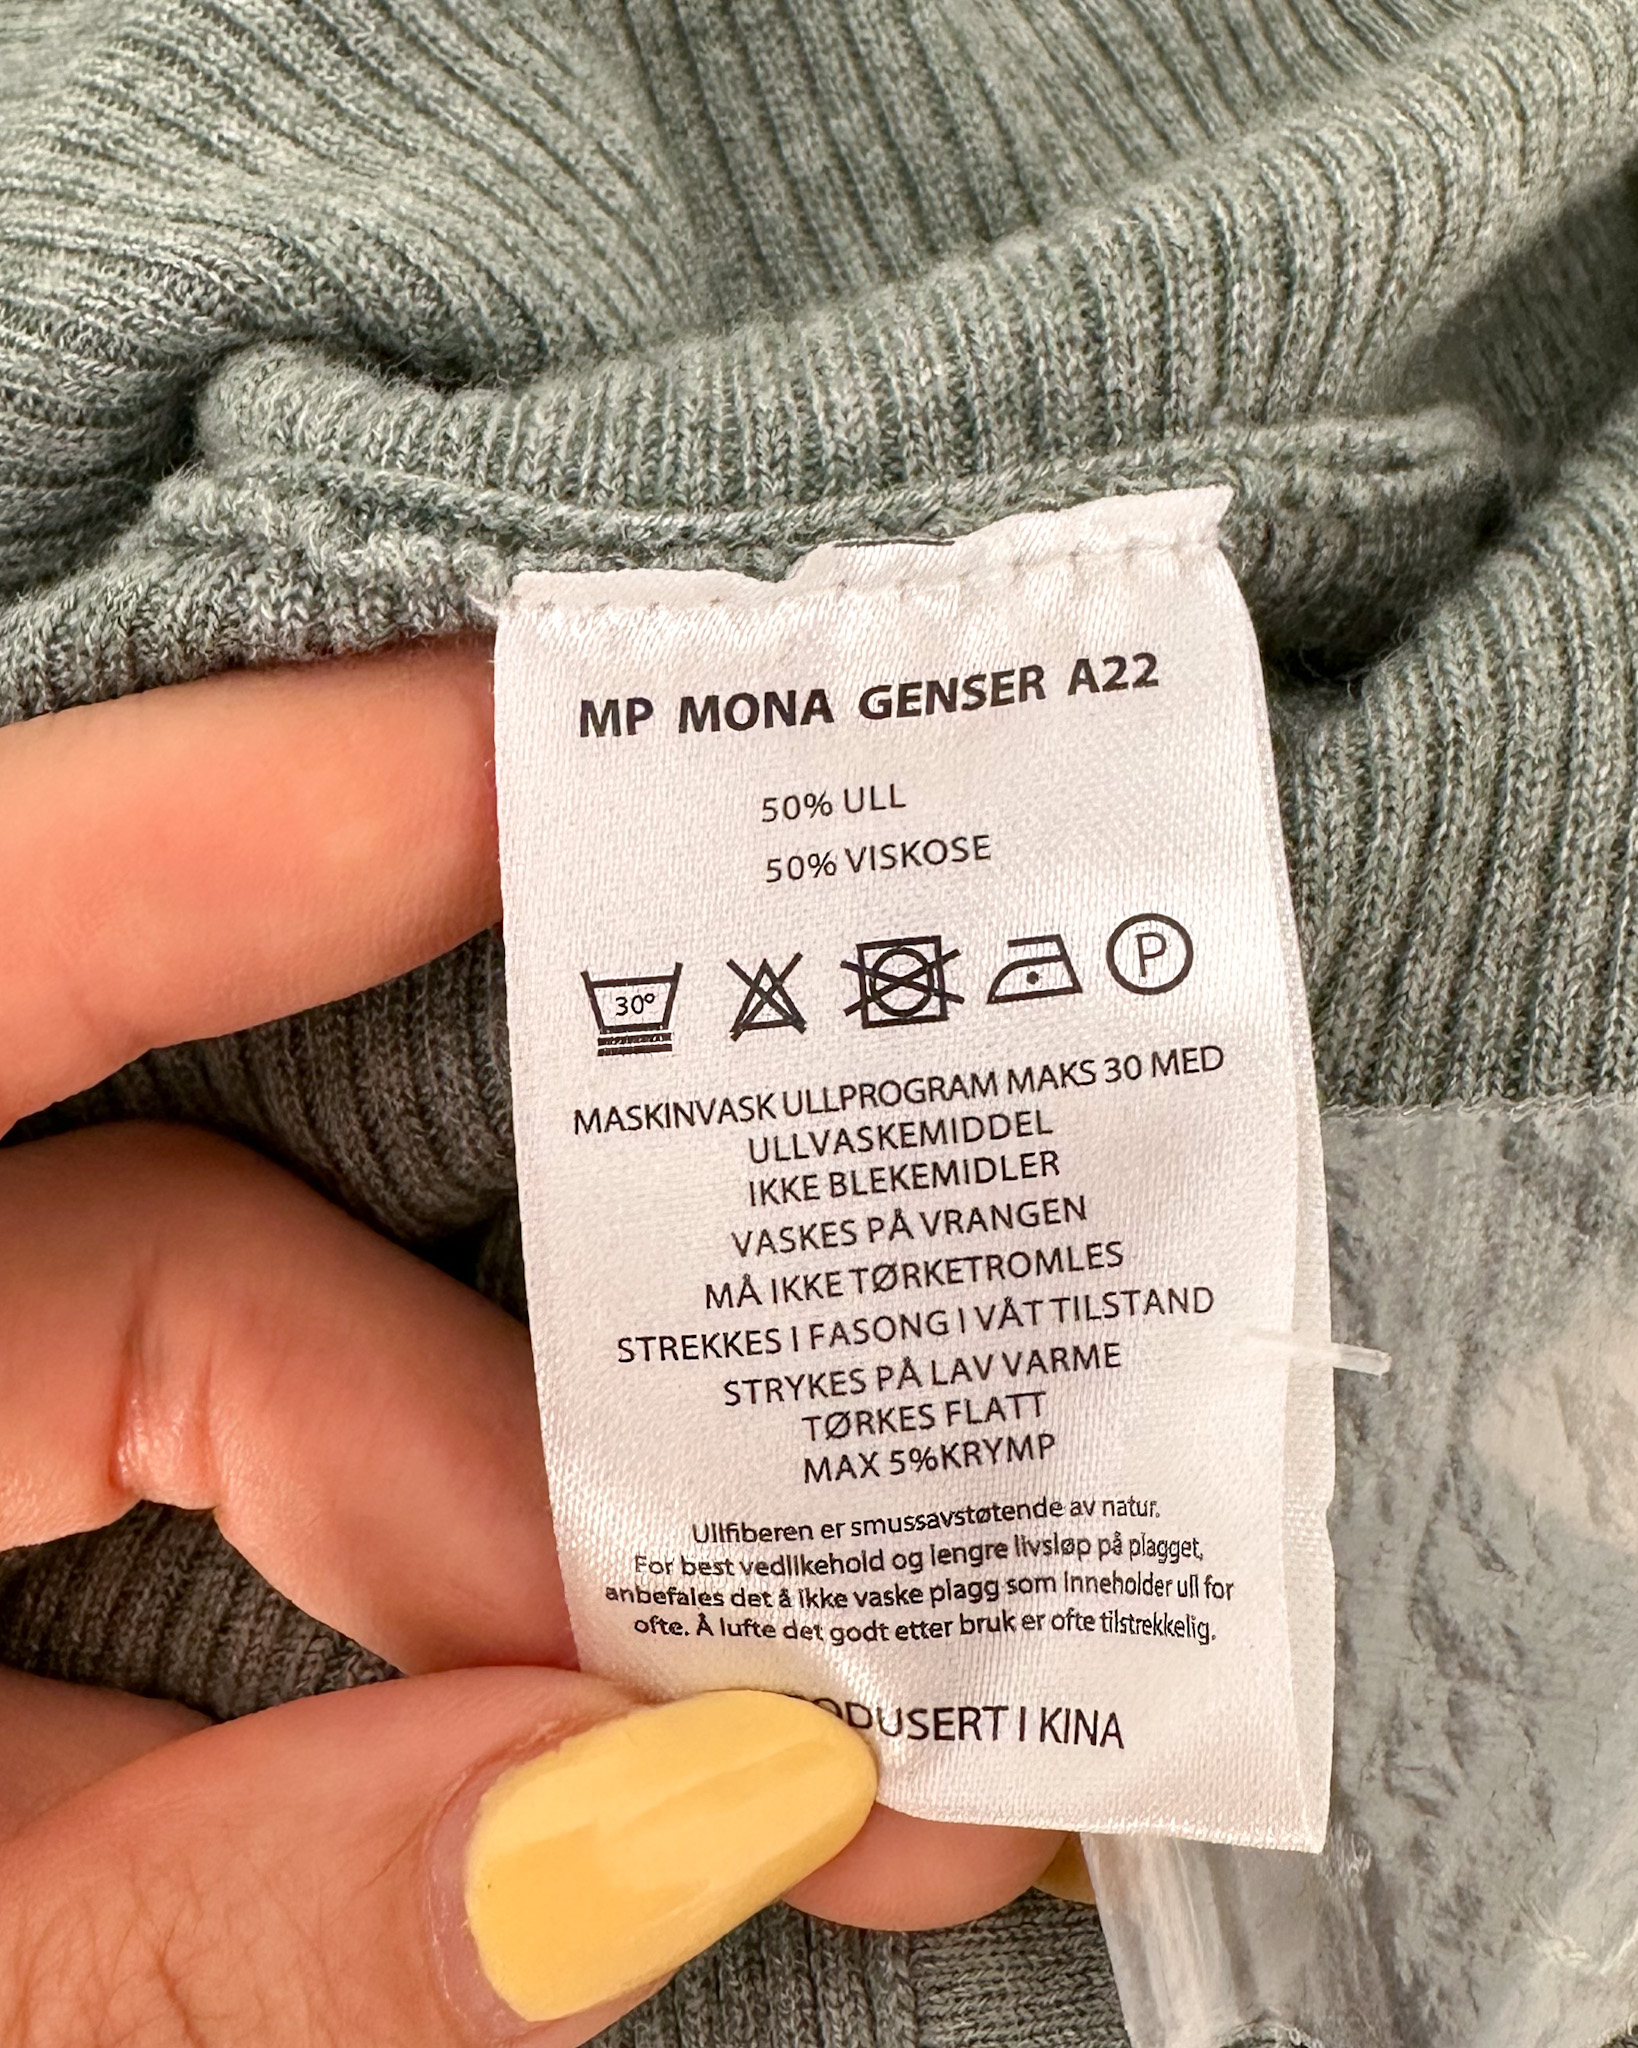 MP MONA GENSER A22
50% ULL
50% VISKOSE
30° P
MASKINVASK ULLPROGRAM MAKS 30 MED
ULLVASKEMIDDEL
IKKE BLEKEMIDLER
VASKES PÅ VRANGEN
MÅ IKKE TØRKETROMLES
STREKKES I FASONG I VÅT TILSTAND
STRYKES PÅ LAV VARME
TØRKES FLATT
MAX 5%KRYMP
Ullfiberen er smussavstøtende av natur.
For best vedlikehold og lengre livsløp på plagget,
anbefales det å ikke vaske plagg som inneholder ull for
ofte. Å lufte det godt etter bruk er ofte tilstrekkelig.
I KINA